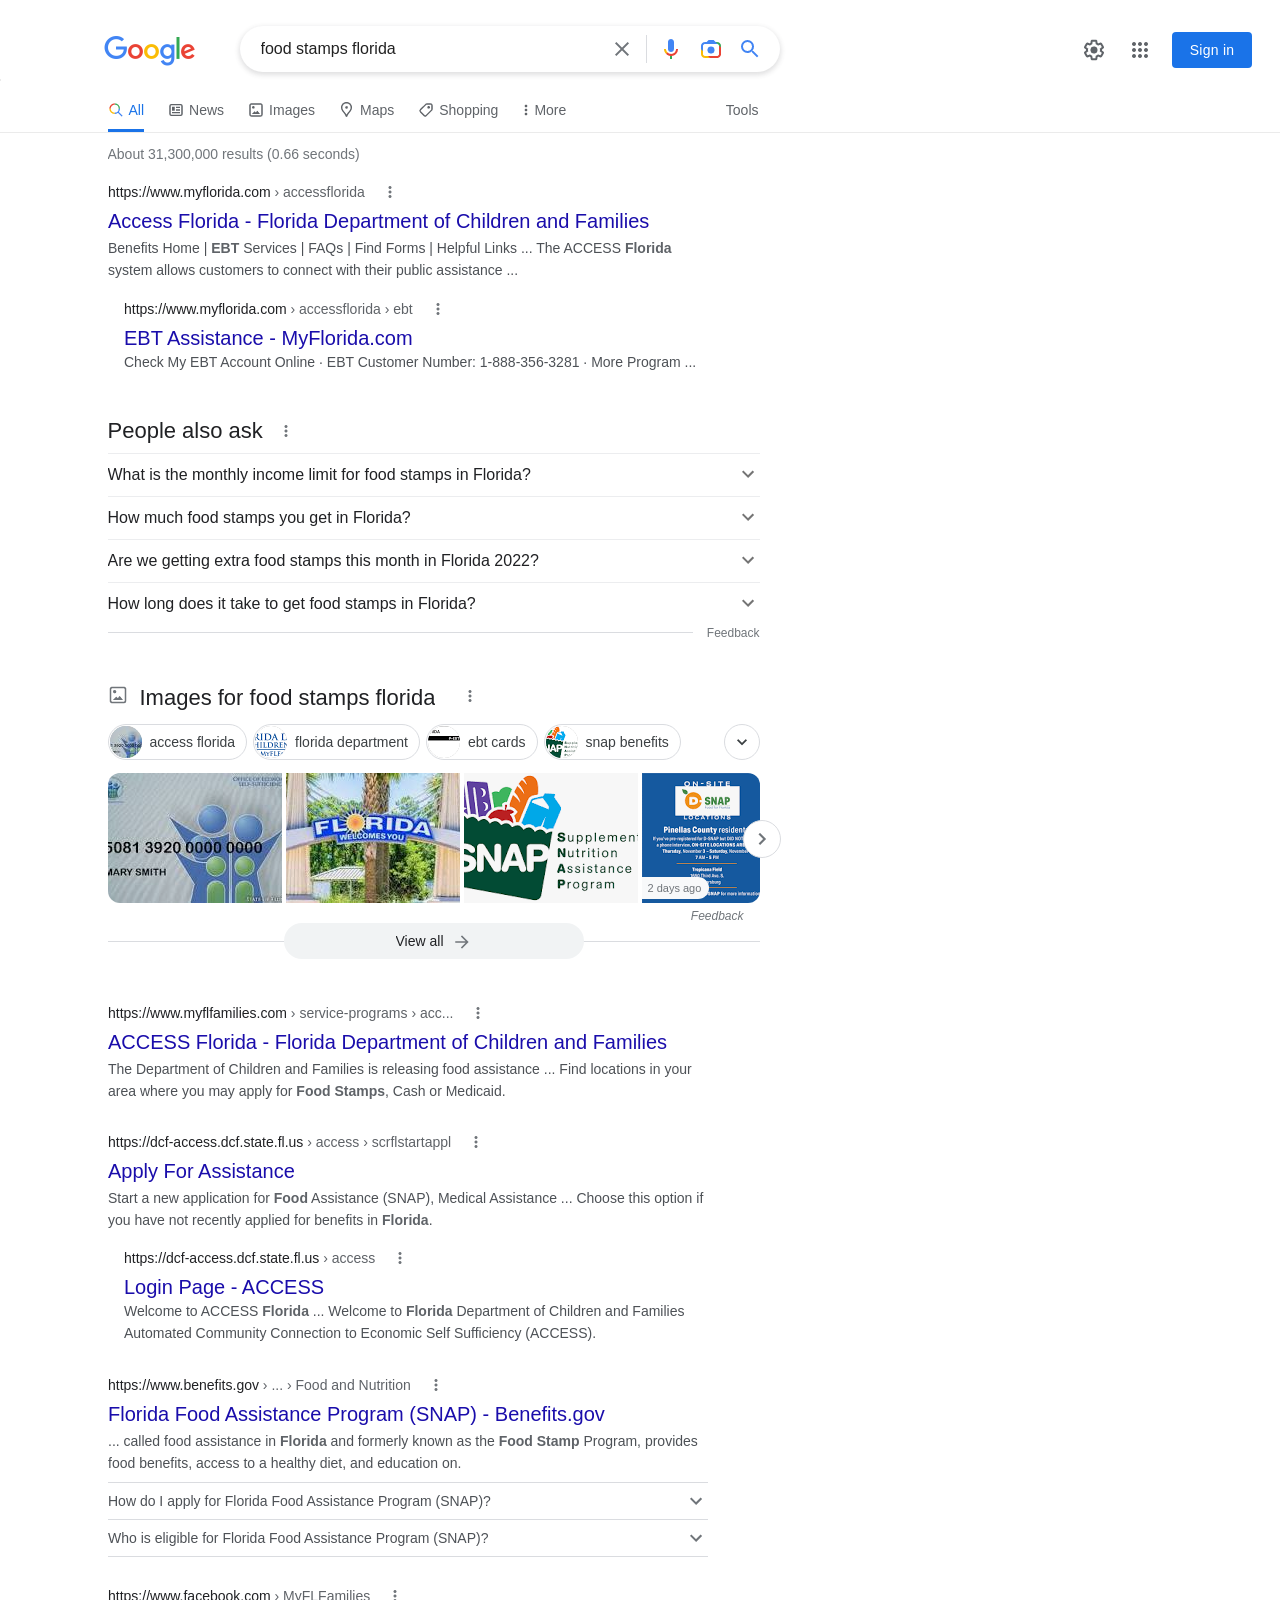 Google
food stamps florida
Sign in
All
News
Images
Maps
Shopping
More
Tools
About 31,300,000 results (0.66 seconds)
https://www.myflorida.com › accessflorida
Access Florida - Florida Department of Children and Families
Benefits Home | EBT Services | FAQs | Find Forms | Helpful Links ... The ACCESS Florida
system allows customers to connect with their public assistance ...
https://www.myflorida.com › accessflorida › ebt
EBT Assistance - MyFlorida.com
Check My EBT Account Online · EBT Customer Number: 1-888-356-3281 · More Program ...
People also ask
What is the monthly income limit for food stamps in Florida?
How much food stamps you get in Florida?
Are we getting extra food stamps this month in Florida 2022?
How long does it take to get food stamps in Florida?
Feedback
Images for food stamps florida
access florida
florida department
ebt cards
snap benefits
5081 3920 0000 0000
MARY SMITH
FLORIDA
WELCOMES YOU
SNAP
Supplement
Nutrition
Assistance
Program
ON-SITE
D SNAP
LOCATIONS
Pinellas County resident
Thursday, November 3 - Saturday, Novembe
7 AM - 6 PM
Tropicana Field
2 days ago
Feedback
View all
https://www.myflfamilies.com › service-programs › acc...
ACCESS Florida - Florida Department of Children and Families
The Department of Children and Families is releasing food assistance ... Find locations in your
area where you may apply for Food Stamps, Cash or Medicaid.
https://dcf-access.dcf.state.fl.us › access › scrflstartappl
Apply For Assistance
Start a new application for Food Assistance (SNAP), Medical Assistance ... Choose this option if
you have not recently applied for benefits in Florida.
https://dcf-access.dcf.state.fl.us › access
Login Page - ACCESS
Welcome to ACCESS Florida ... Welcome to Florida Department of Children and Families
Automated Community Connection to Economic Self Sufficiency (ACCESS).
https://www.benefits.gov › ... › Food and Nutrition
Florida Food Assistance Program (SNAP) - Benefits.gov
... called food assistance in Florida and formerly known as the Food Stamp Program, provides
food benefits, access to a healthy diet, and education on.
How do I apply for Florida Food Assistance Program (SNAP)?
Who is eligible for Florida Food Assistance Program (SNAP)?
https://www.facebook.com › MyFLFamilies